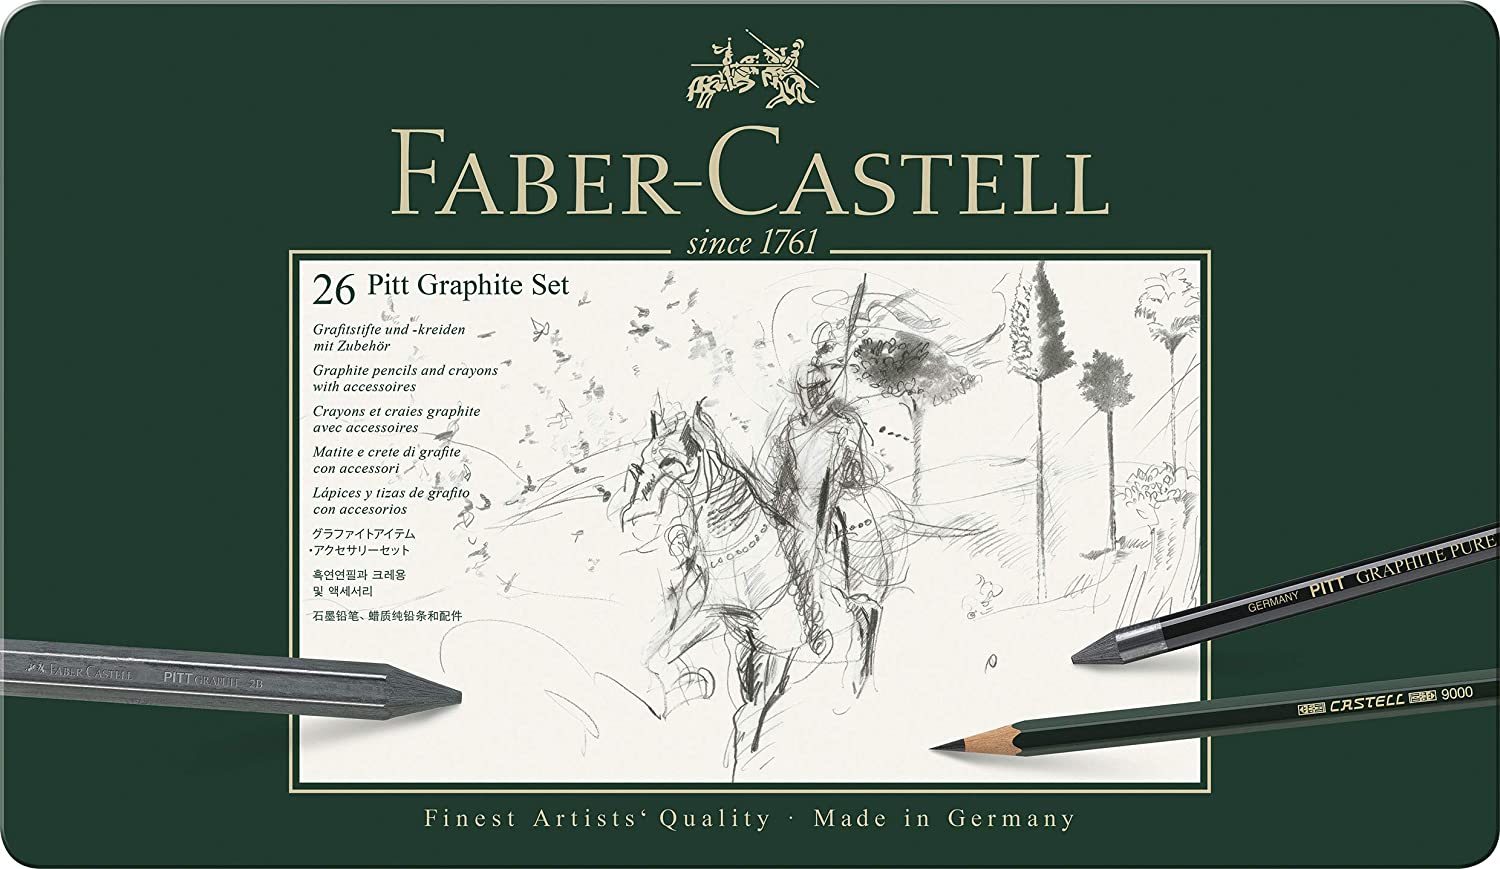 FABER-CASTELL
since 1761
26 Pitt Graphite Set
Grafitstifte und -kreiden
mit Zubehör
Graphite pencils and crayons
with accessoires
Crayons et craies graphite
avec accessoires
Matite e crete di grafite
con accessori
Lápices y tizas de grafito
con accesorios
グラファイトアイテム
・アクセサリーセット
흑연연필과 크레용
및 액세서리
石墨铅笔、蜡质纯铅条和配件
GERMANY PITT GRAPHITE PURE
FABER CASTELL PITT GRAPHITE 2B
CASTELL 9000
Finest Artists‘ Quality · Made in Germany